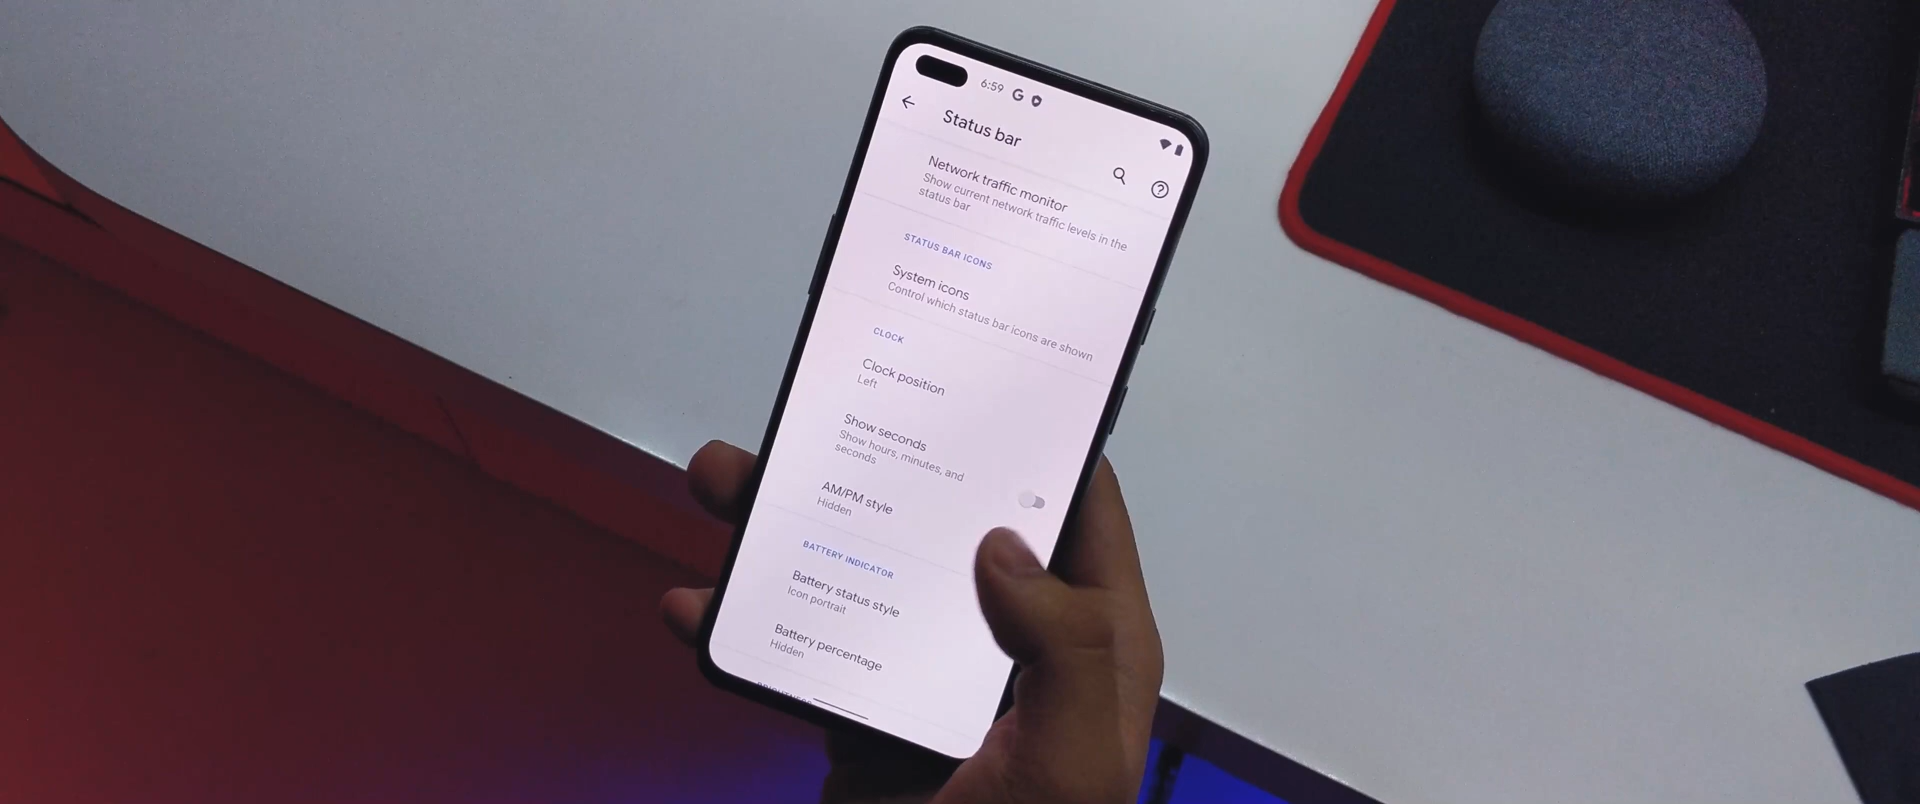 6:59 G
Status bar
Network traffic monitor
Show current network traffic levels in the
status bar
STATUS BAR ICONS
System icons
Control which status bar icons are shown
CLOCK
Clock position
Left
Show seconds
Show hours, minutes, and
seconds
AM/PM style
Hidden
BATTERY INDICATOR
Battery status style
Icon portrait
Battery percentage
Hidden